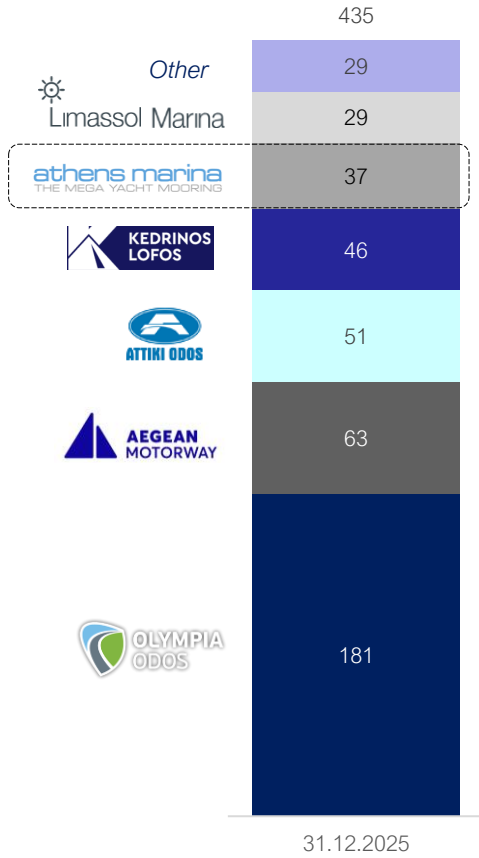 435
Other
29
Limassol Marina
29
athens marina
THE MEGA YACHT MOORING
37
KEDRINOS
LOFOS
46
ATTIKI ODOS
51
AEGEAN
MOTORWAY
63
OLYMPIA
ODOS
181
31.12.2025